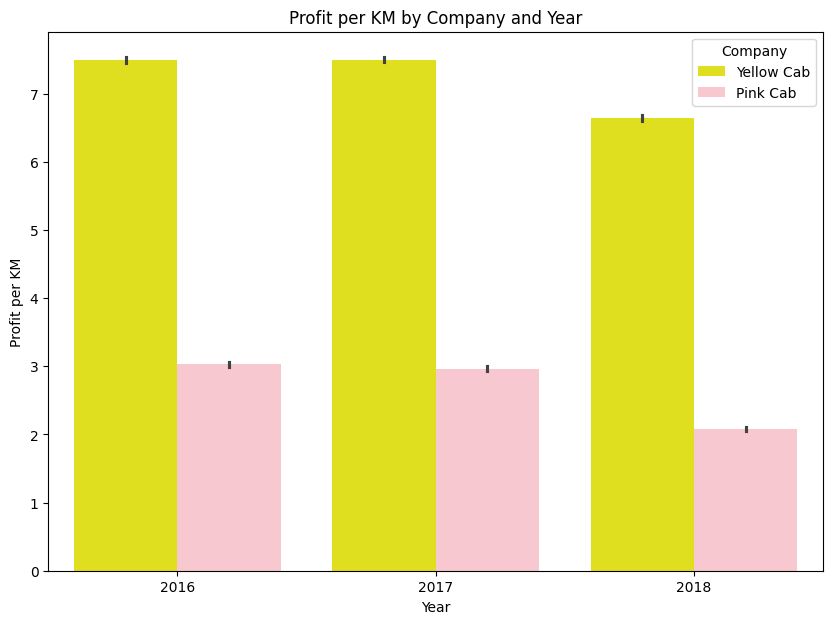 Profit per KM by Company and Year
Company
Yellow Cab
Pink Cab
Profit per KM
7
6
5
4
3
2
1
0
2016
2017
2018
Year